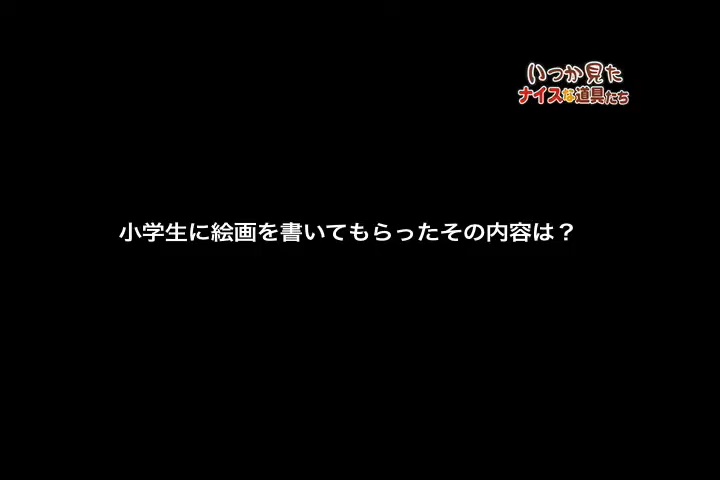 いつか見た
ナイスな道具たち
小学生に絵画を書いてもらったその内容は？